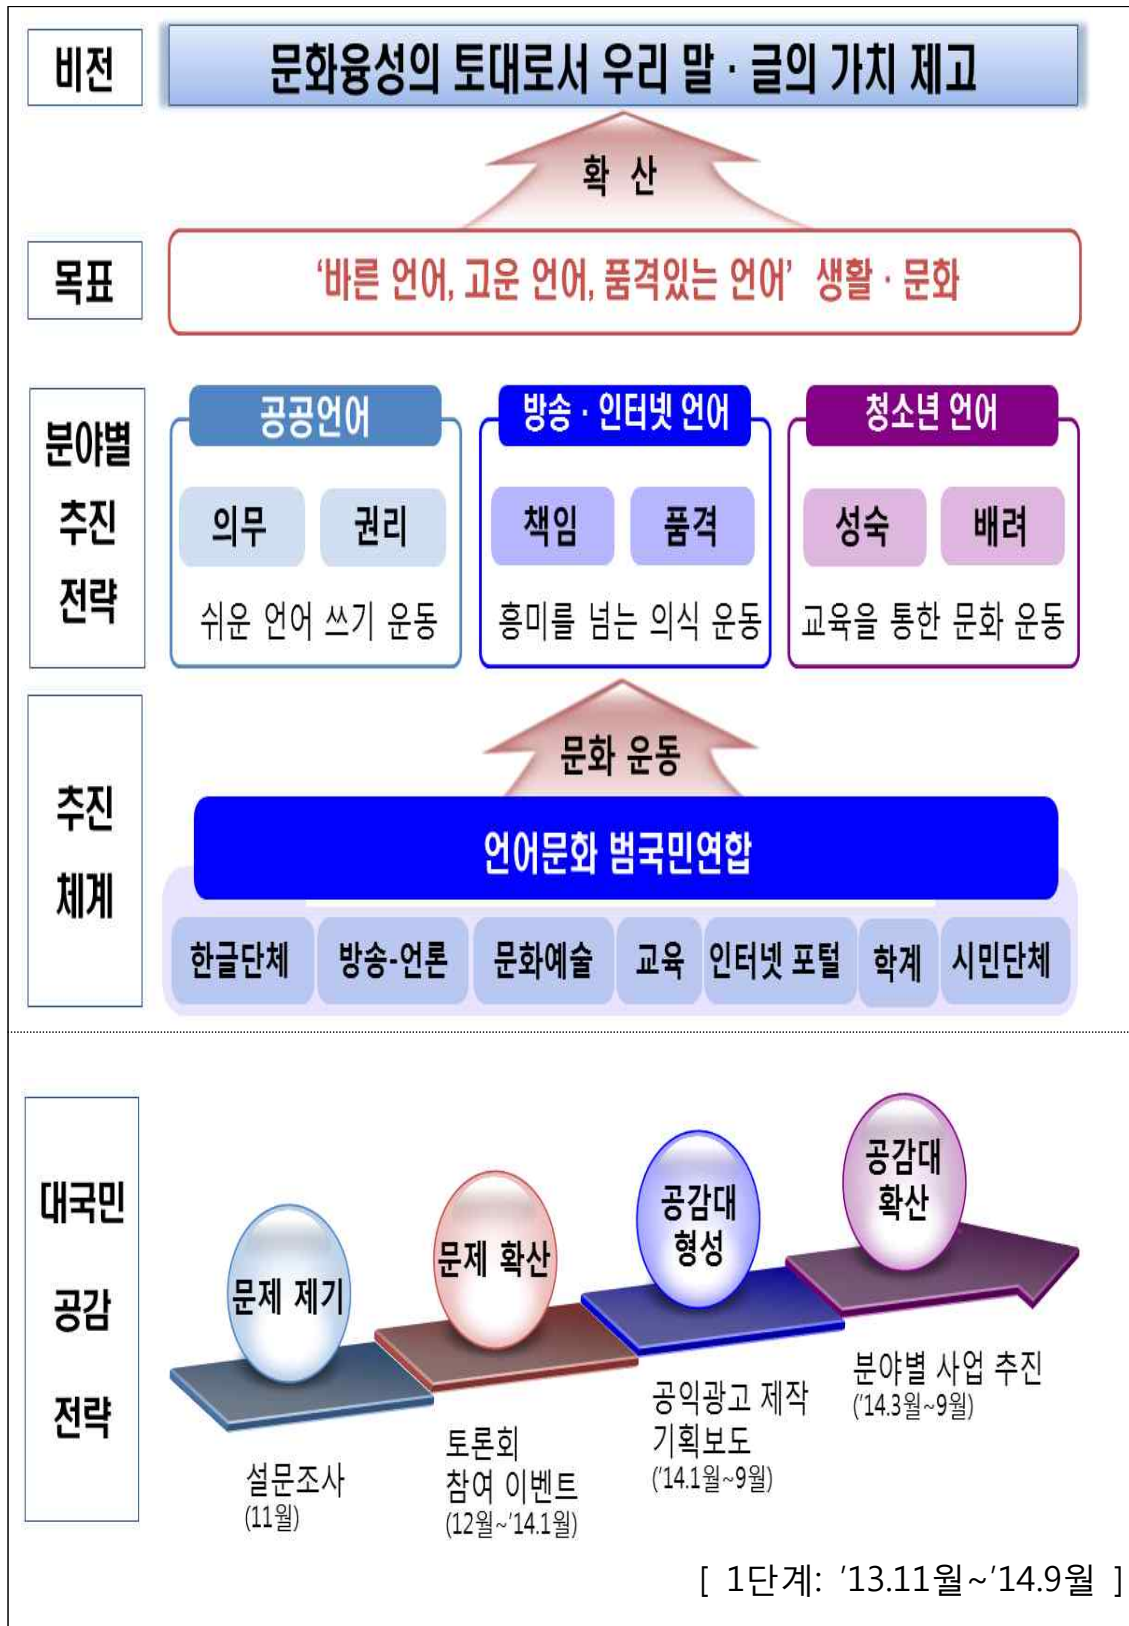 비전
문화융성의 토대로서 우리 말·글의 가치 제고
확 산
목표
‘바른 언어, 고운 언어, 품격있는 언어’ 생활·문화
분야별
추진
전략
공공언어
의무
권리
쉬운 언어 쓰기 운동
방송·인터넷 언어
책임
품격
흥미를 넘는 의식 운동
청소년 언어
성숙
배려
교육을 통한 문화 운동
추진
체계
문화 운동
언어문화 범국민연합
한글단체
방송-언론
문화예술
교육
인터넷 포털
학계
시민단체
대국민
공감
전략
문제 제기
설문조사
(11월)
문제 확산
토론회
참여 이벤트
(12월~’14.1월)
공감대
형성
공익광고 제작
기획보도
(’14.1월~9월)
공감대
확산
분야별 사업 추진
(’14.3월~9월)
[ 1단계: ’13.11월~’14.9월 ]